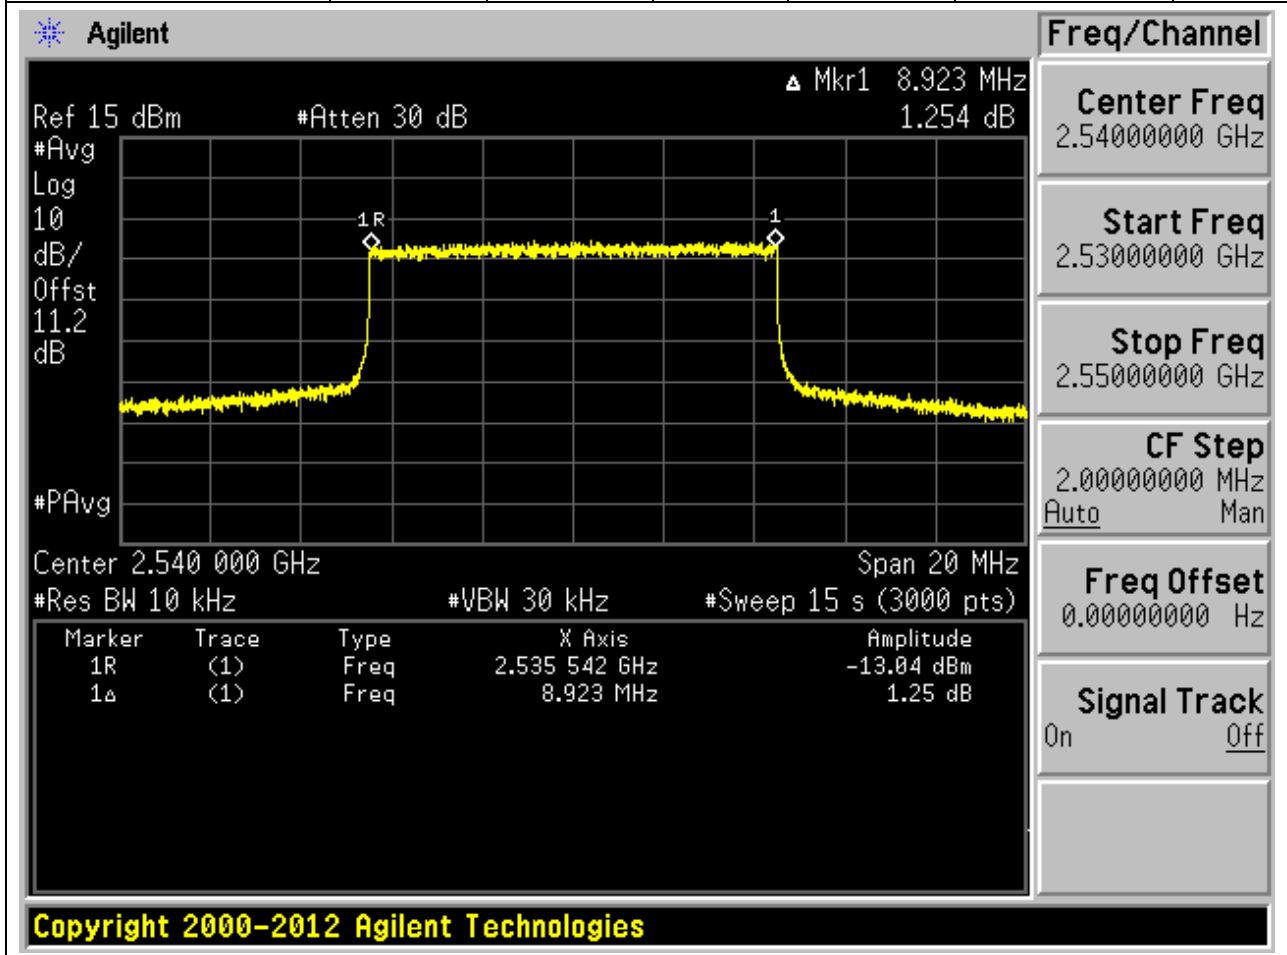 Agilent
Freq/Channel
Δ Mkr1 8.923 MHz
Ref 15 dBm #Atten 30 dB 1.254 dB
#Avg
Log
10
dB/
Offst
11.2
dB
1R
1
#PAvg
Center 2.540 000 GHz Span 20 MHz
#Res BW 10 kHz #VBW 30 kHz #Sweep 15 s (3000 pts)
Marker Trace Type X Axis Amplitude
1R (1) Freq 2.535 542 GHz -13.04 dBm
1Δ (1) Freq 8.923 MHz 1.25 dB
Center Freq
2.54000000 GHz
Start Freq
2.53000000 GHz
Stop Freq
2.55000000 GHz
CF Step
2.00000000 MHz
Auto Man
Freq Offset
0.00000000 Hz
Signal Track
On Off
Copyright 2000-2012 Agilent Technologies